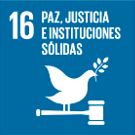 16 PAZ, JUSTICIA
E INSTITUCIONES
SÓLIDAS